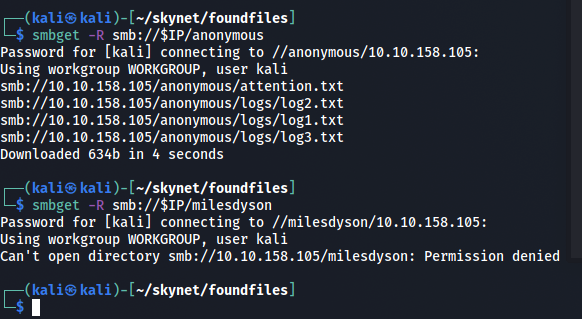 ┌──(kali㉿kali)-[~/skynet/foundfiles]
└─$ smbget -R smb://$IP/anonymous
Password for [kali] connecting to //anonymous/10.10.158.105:
Using workgroup WORKGROUP, user kali
smb://10.10.158.105/anonymous/attention.txt
smb://10.10.158.105/anonymous/logs/log2.txt
smb://10.10.158.105/anonymous/logs/log1.txt
smb://10.10.158.105/anonymous/logs/log3.txt
Downloaded 634b in 4 seconds
┌──(kali㉿kali)-[~/skynet/foundfiles]
└─$ smbget -R smb://$IP/milesdyson
Password for [kali] connecting to //milesdyson/10.10.158.105:
Using workgroup WORKGROUP, user kali
Can't open directory smb://10.10.158.105/milesdyson: Permission denied
┌──(kali㉿kali)-[~/skynet/foundfiles]
└─$